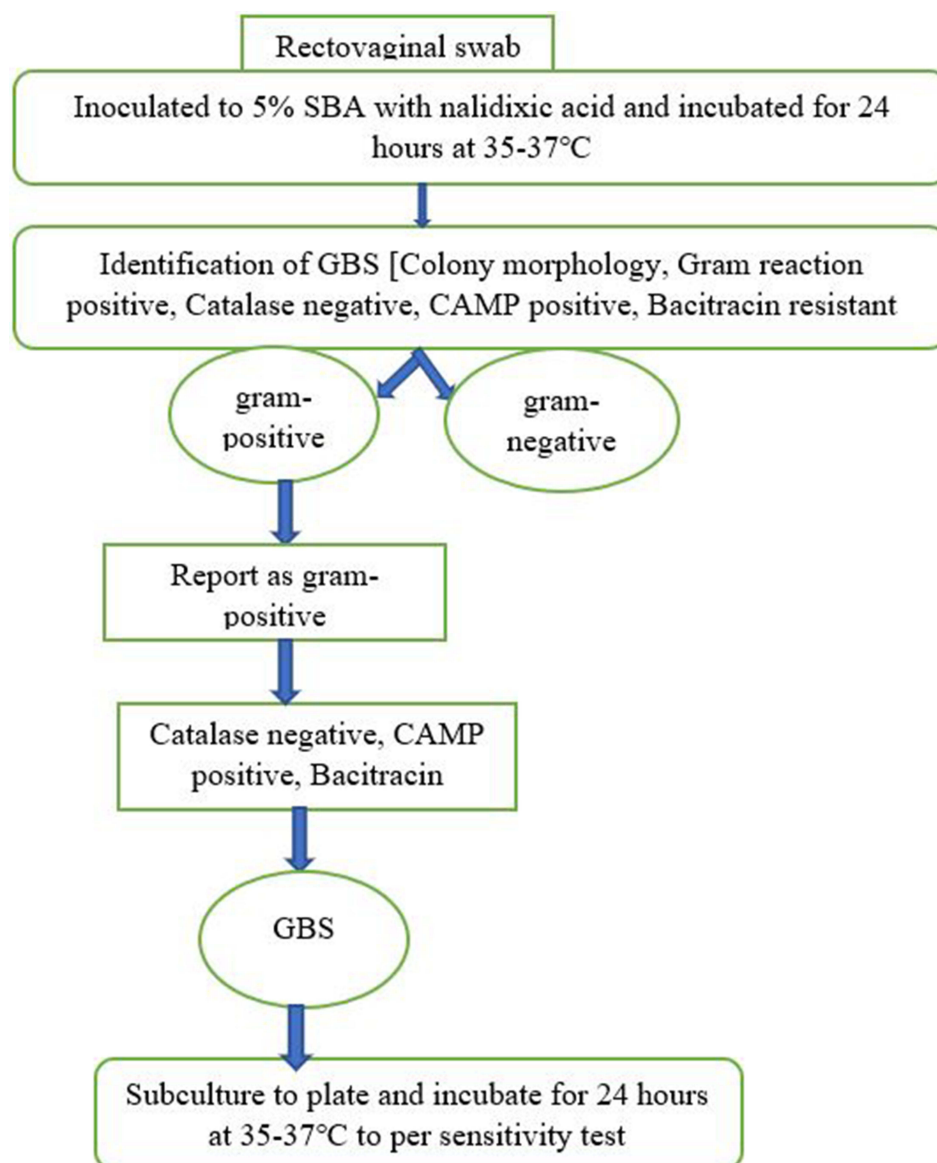 Rectovaginal swab
Inoculated to 5% SBA with nalidixic acid and incubated for 24
hours at 35-37℃
Identification of GBS [Colony morphology, Gram reaction
positive, Catalase negative, CAMP positive, Bacitracin resistant
gram-
positive
gram-
negative
Report as gram-
positive
Catalase negative, CAMP
positive, Bacitracin
GBS
Subculture to plate and incubate for 24 hours
at 35-37℃ to per sensitivity test